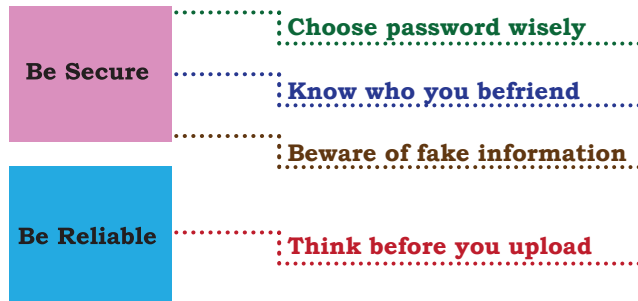 Be Secure
Choose password wisely
Know who you befriend
Beware of fake information
Be Reliable
Think before you upload